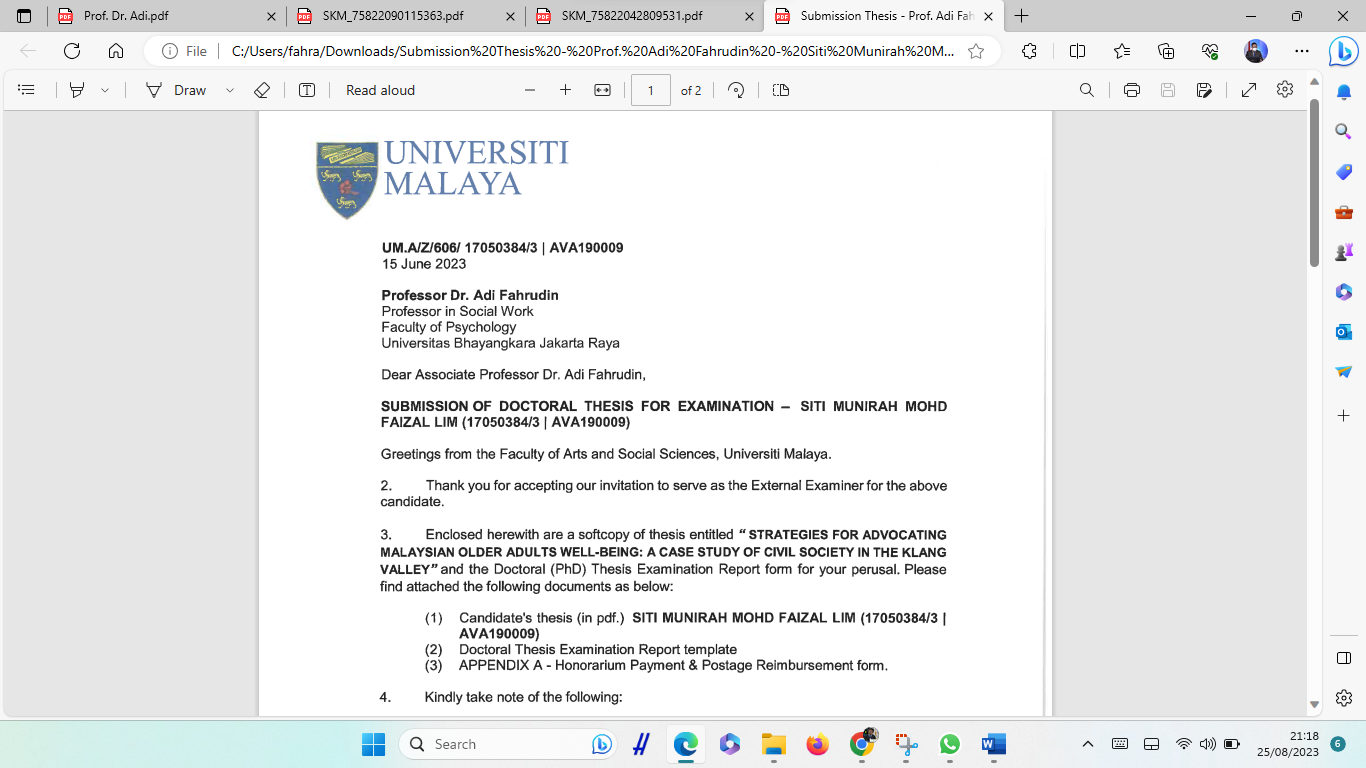 Prof. Dr. Adi.pdf
SKM_75822090115363.pdf
SKM_75822042809531.pdf
Submission Thesis - Prof. Adi Fah
File
C:/Users/fahra/Downloads/Submission%20Thesis%20-%20Prof.%20Adi%20Fahrudin%20-%20Siti%20Munirah%20M...
Draw
Read aloud
1 of 2
UNIVERSITI
MALAYA
UM.A/Z/606/ 17050384/3 | AVA190009
15 June 2023
Professor Dr. Adi Fahrudin
Professor in Social Work
Faculty of Psychology
Universitas Bhayangkara Jakarta Raya
Dear Associate Professor Dr. Adi Fahrudin,
SUBMISSION OF DOCTORAL THESIS FOR EXAMINATION – SITI MUNIRAH MOHD
FAIZAL LIM (17050384/3 | AVA190009)
Greetings from the Faculty of Arts and Social Sciences, Universiti Malaya.
2. Thank you for accepting our invitation to serve as the External Examiner for the above
candidate.
3. Enclosed herewith are a softcopy of thesis entitled “ STRATEGIES FOR ADVOCATING
MALAYSIAN OLDER ADULTS WELL-BEING: A CASE STUDY OF CIVIL SOCIETY IN THE KLANG
VALLEY” and the Doctoral (PhD) Thesis Examination Report form for your perusal. Please
find attached the following documents as below:
(1) Candidate's thesis (in pdf.) SITI MUNIRAH MOHD FAIZAL LIM (17050384/3 |
AVA190009)
(2) Doctoral Thesis Examination Report template
(3) APPENDIX A - Honorarium Payment & Postage Reimbursement form.
4. Kindly take note of the following:
Search
21:18
25/08/2023
6